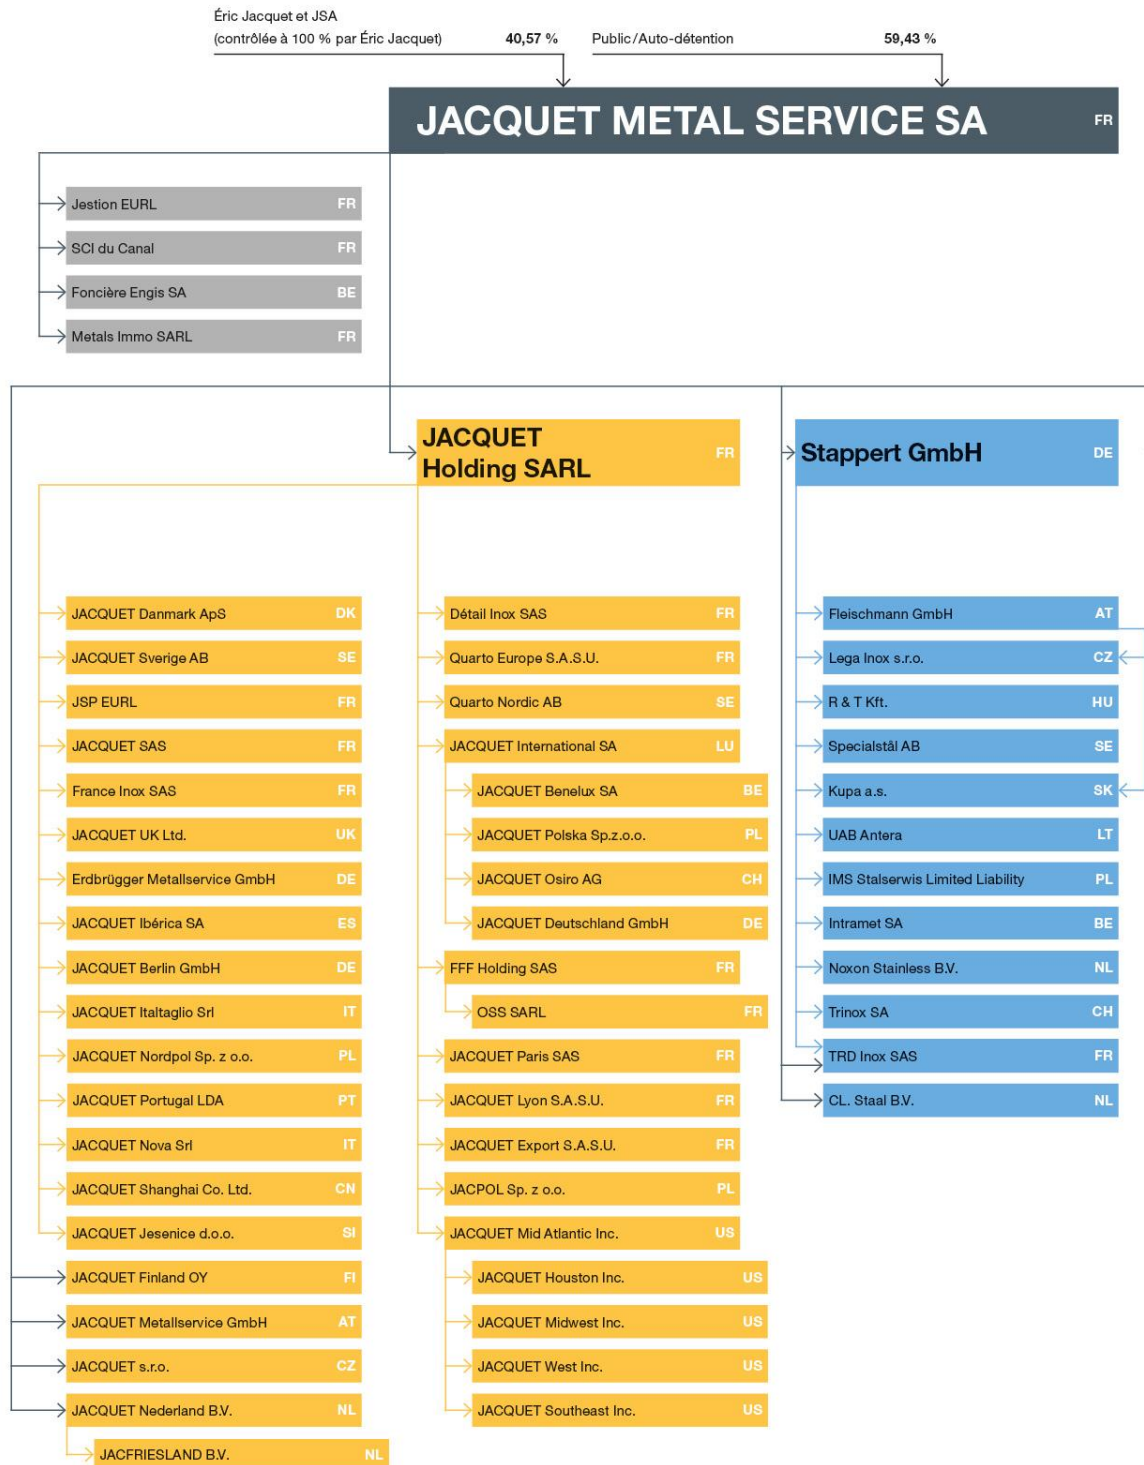 Éric Jacquet et JSA
(contrôlée à 100 % par Éric Jacquet) 40,57 %
Public/Auto-détention 59,43 %
JACQUET METAL SERVICE SA FR
Jestion EURL FR
SCI du Canal FR
Foncière Engis SA BE
Metals Immo SARL FR
JACQUET
Holding SARL FR
JACQUET Danmark ApS DK
JACQUET Sverige AB SE
JSP EURL FR
JACQUET SAS FR
France Inox SAS FR
JACQUET UK Ltd. UK
Erdbrügger Metallservice GmbH DE
JACQUET Ibérica SA ES
JACQUET Berlin GmbH DE
JACQUET Italtaglio Srl IT
JACQUET Nordpol Sp. z o.o. PL
JACQUET Portugal LDA PT
JACQUET Nova Srl IT
JACQUET Shanghai Co. Ltd. CN
JACQUET Jesenice d.o.o. SI
JACQUET Finland OY FI
JACQUET Metallservice GmbH AT
JACQUET s.r.o. CZ
JACQUET Nederland B.V. NL
JACFRIESLAND B.V. NL
Détail Inox SAS FR
Quarto Europe S.A.S.U. FR
Quarto Nordic AB SE
JACQUET International SA LU
JACQUET Benelux SA BE
JACQUET Polska Sp.z.o.o. PL
JACQUET Osiro AG CH
JACQUET Deutschland GmbH DE
FFF Holding SAS FR
OSS SARL FR
JACQUET Paris SAS FR
JACQUET Lyon S.A.S.U. FR
JACQUET Export S.A.S.U. FR
JACPOL Sp. z o.o. PL
JACQUET Mid Atlantic Inc. US
JACQUET Houston Inc. US
JACQUET Midwest Inc. US
JACQUET West Inc. US
JACQUET Southeast Inc. US
Stappert GmbH DE
Fleischmann GmbH AT
Lega Inox s.r.o. CZ
R & T Kft. HU
Specialstål AB SE
Kupa a.s. SK
UAB Antera LT
IMS Stalserwis Limited Liability PL
Intramet SA BE
Noxon Stainless B.V. NL
Trinox SA CH
TRD Inox SAS FR
CL. Staal B.V. NL